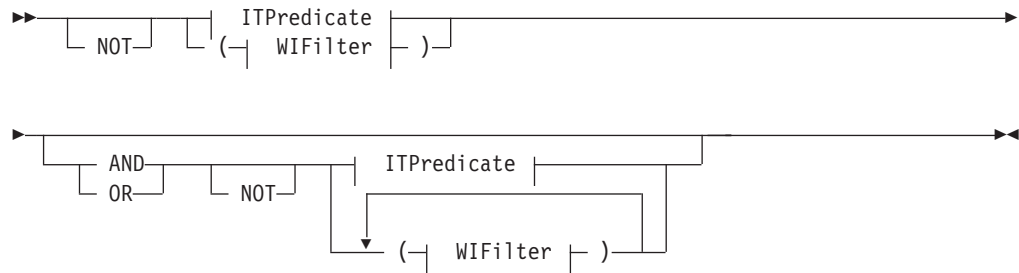 ITPredicate
NOT ( WIFilter )
AND ITPredicate
OR NOT
( WIFilter )